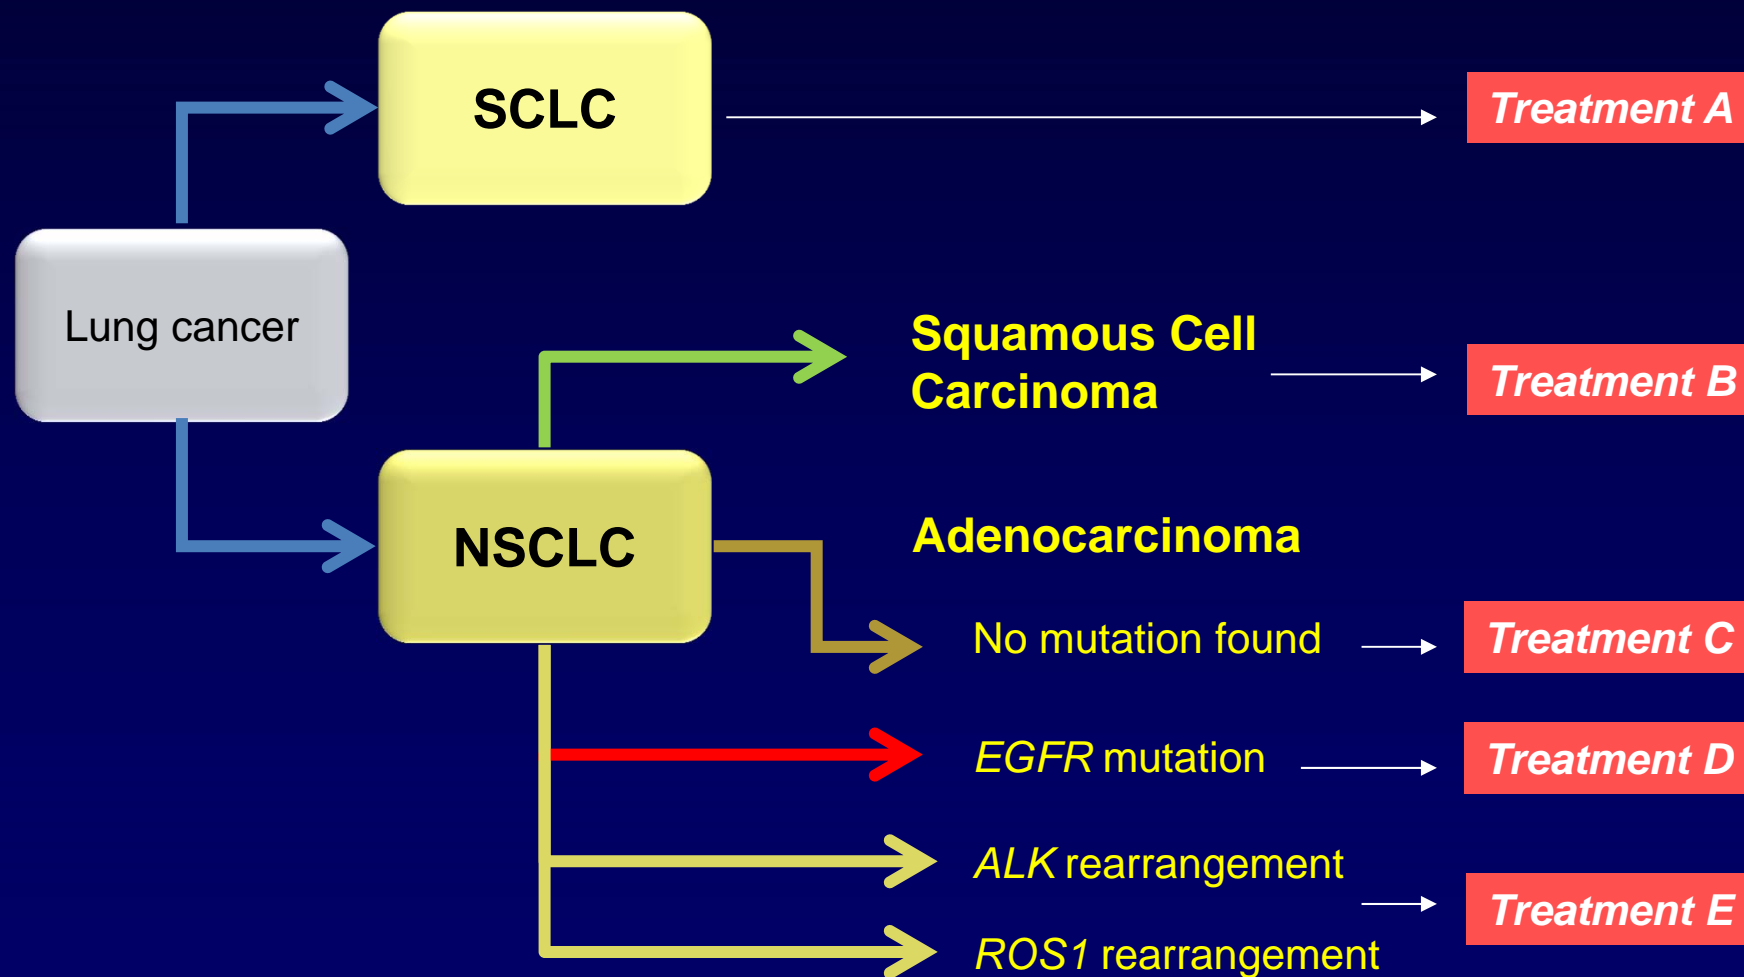 SCLC
Treatment A
Lung cancer
Squamous Cell
Carcinoma
Treatment B
NSCLC
Adenocarcinoma
No mutation found
Treatment C
EGFR mutation
Treatment D
ALK rearrangement
Treatment E
ROS1 rearrangement